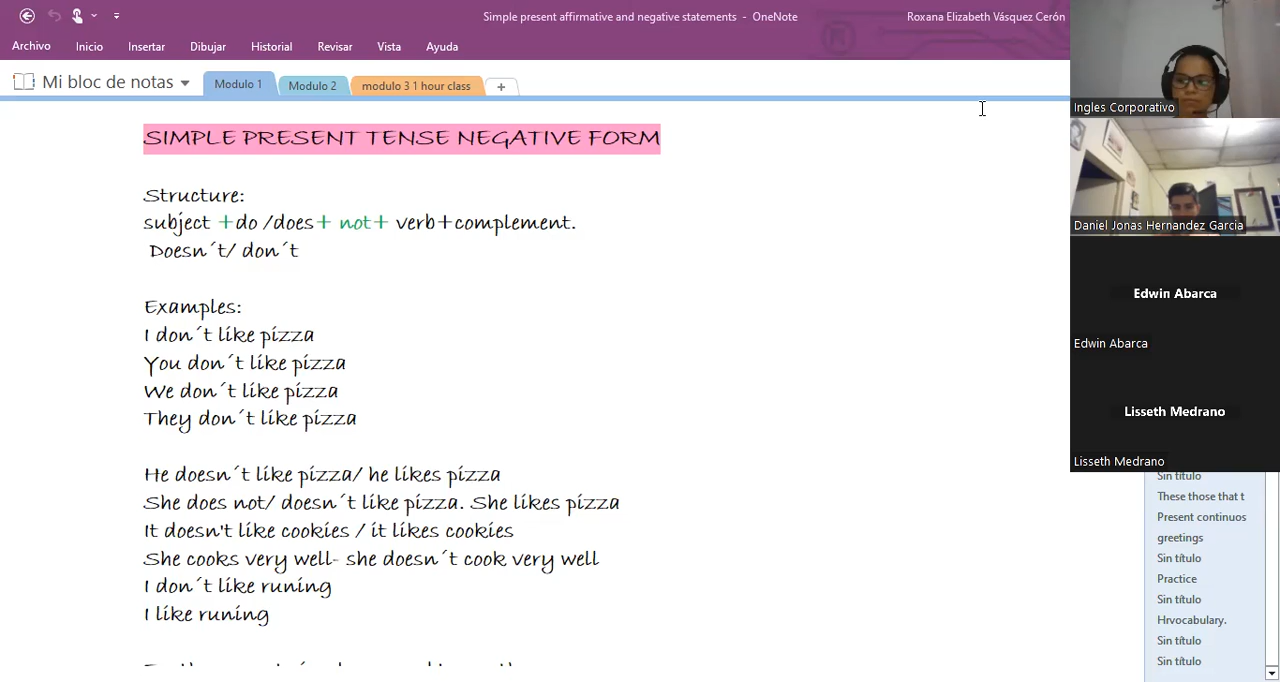 Simple present affirmative and negative statements - OneNote
Roxana Elizabeth Vásquez Cerón
Archivo Inicio Insertar Dibujar Historial Revisar Vista Ayuda
Mi bloc de notas Modulo 1 Modulo 2 modulo 3 1 hour class +
SIMPLE PRESENT TENSE NEGATIVE FORM
Structure:
subject +do /does+ not+ verb+complement.
Doesn´t/ don´t
Examples:
I don´t like pizza
You don´t like pizza
We don´t like pizza
They don´t like pizza
He doesn´t like pizza/ he likes pizza
She does not/ doesn´t like pizza. She likes pizza
It doesn't like cookies / it likes cookies
She cooks very well- she doesn´t cook very well
I don´t like runing
I like runing
Ingles Corporativo
Daniel Jonas Hernandez Garcia
Edwin Abarca
Edwin Abarca
Lisseth Medrano
Lisseth Medrano
Sin título
These those that t
Present continuos
greetings
Sin título
Practice
Sin título
Hrvocabulary.
Sin título
Sin título